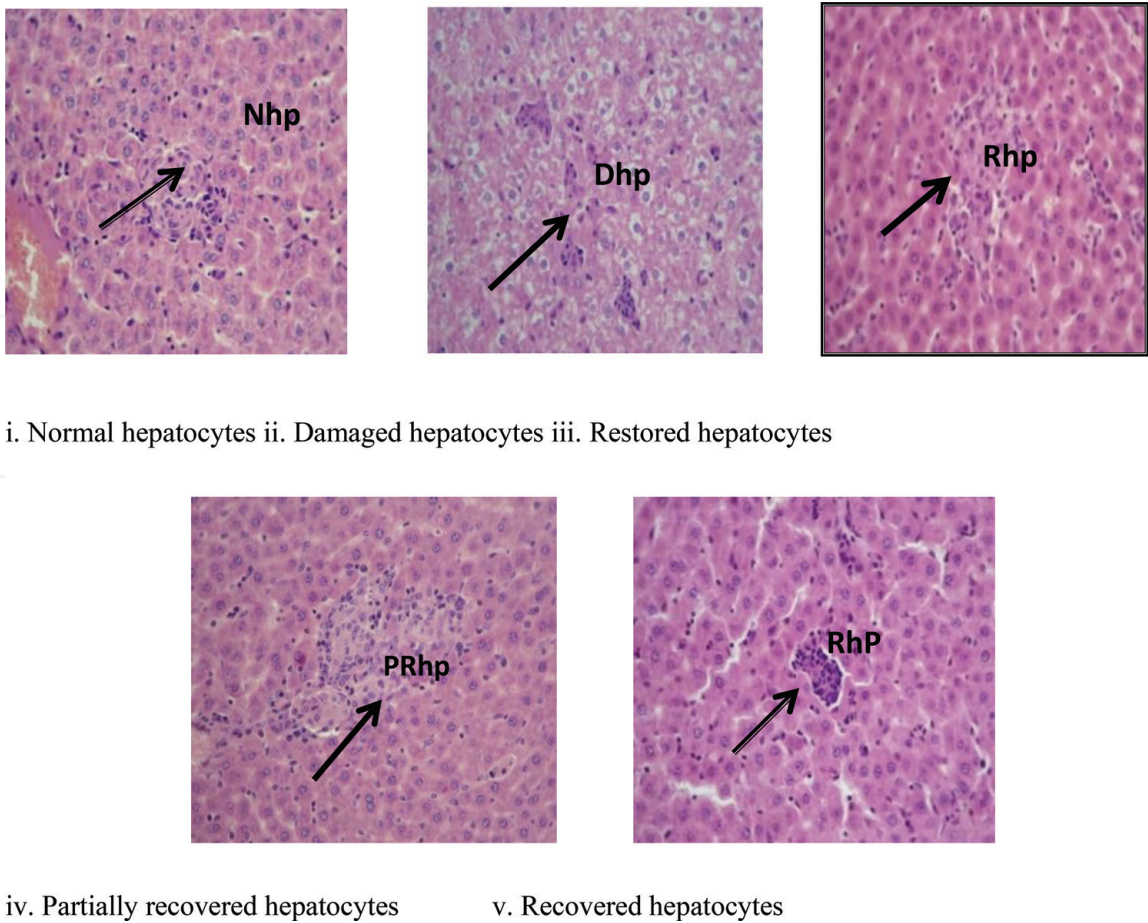 Nhp
Dhp
Rhp
i. Normal hepatocytes ii. Damaged hepatocytes iii. Restored hepatocytes
PRhp
RhP
iv. Partially recovered hepatocytes v. Recovered hepatocytes